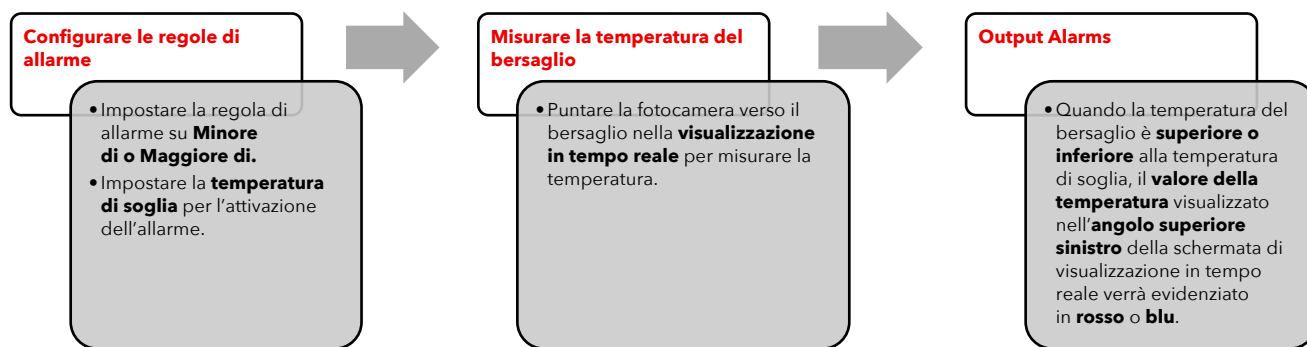 Configurare le regole di
allarme
• Impostare la regola di
allarme su Minore
di o Maggiore di.
• Impostare la temperatura
di soglia per l'attivazione
dell'allarme.
Misurare la temperatura del
bersaglio
• Puntare la fotocamera verso il
bersaglio nella visualizzazione
in tempo reale per misurare la
temperatura.
Output Alarms
• Quando la temperatura del
bersaglio è superiore o
inferiore alla temperatura
di soglia, il valore della
temperatura visualizzato
nell'angolo superiore
sinistro della schermata di
visualizzazione in tempo
reale verrà evidenziato
in rosso o blu.